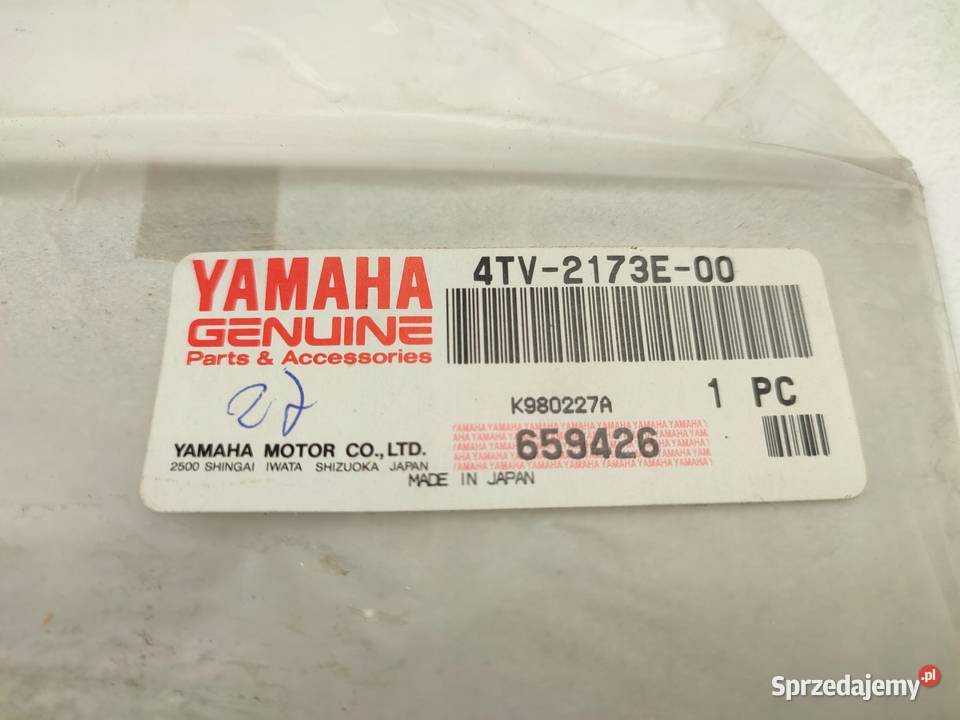 YAMAHA
GENUINE
Parts & Accessories
4TV-2173E-00
27
K980227A
1 PC
659426
YAMAHA MOTOR CO.,LTD.
2500 SHINGAI IWATA SHIZUOKA JAPAN
MADE IN JAPAN
Sprzedajemy.pl